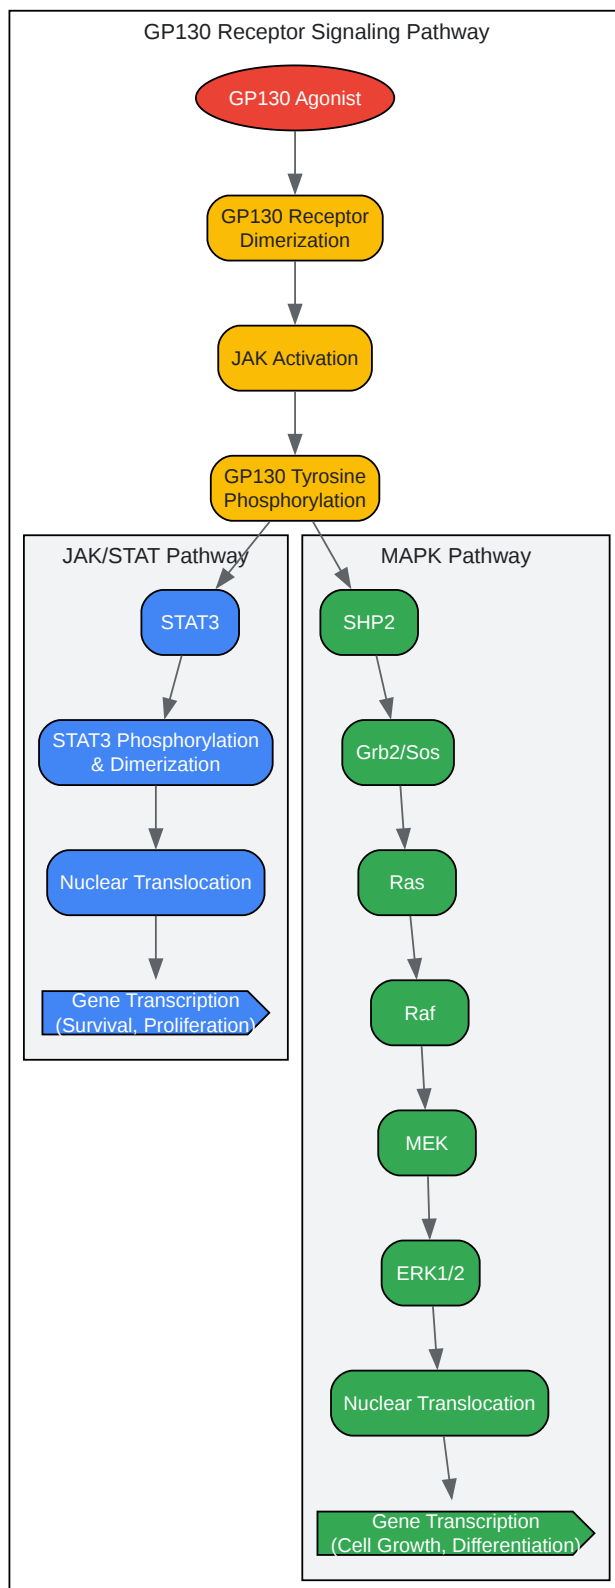 GP130 Receptor Signaling Pathway
GP130 Agonist
GP130 Receptor
Dimerization
JAK Activation
GP130 Tyrosine
Phosphorylation
JAK/STAT Pathway
STAT3
STAT3 Phosphorylation
& Dimerization
Nuclear Translocation
Gene Transcription
(Survival, Proliferation)
MAPK Pathway
SHP2
Grb2/Sos
Ras
Raf
MEK
ERK1/2
Nuclear Translocation
Gene Transcription
(Cell Growth, Differentiation)